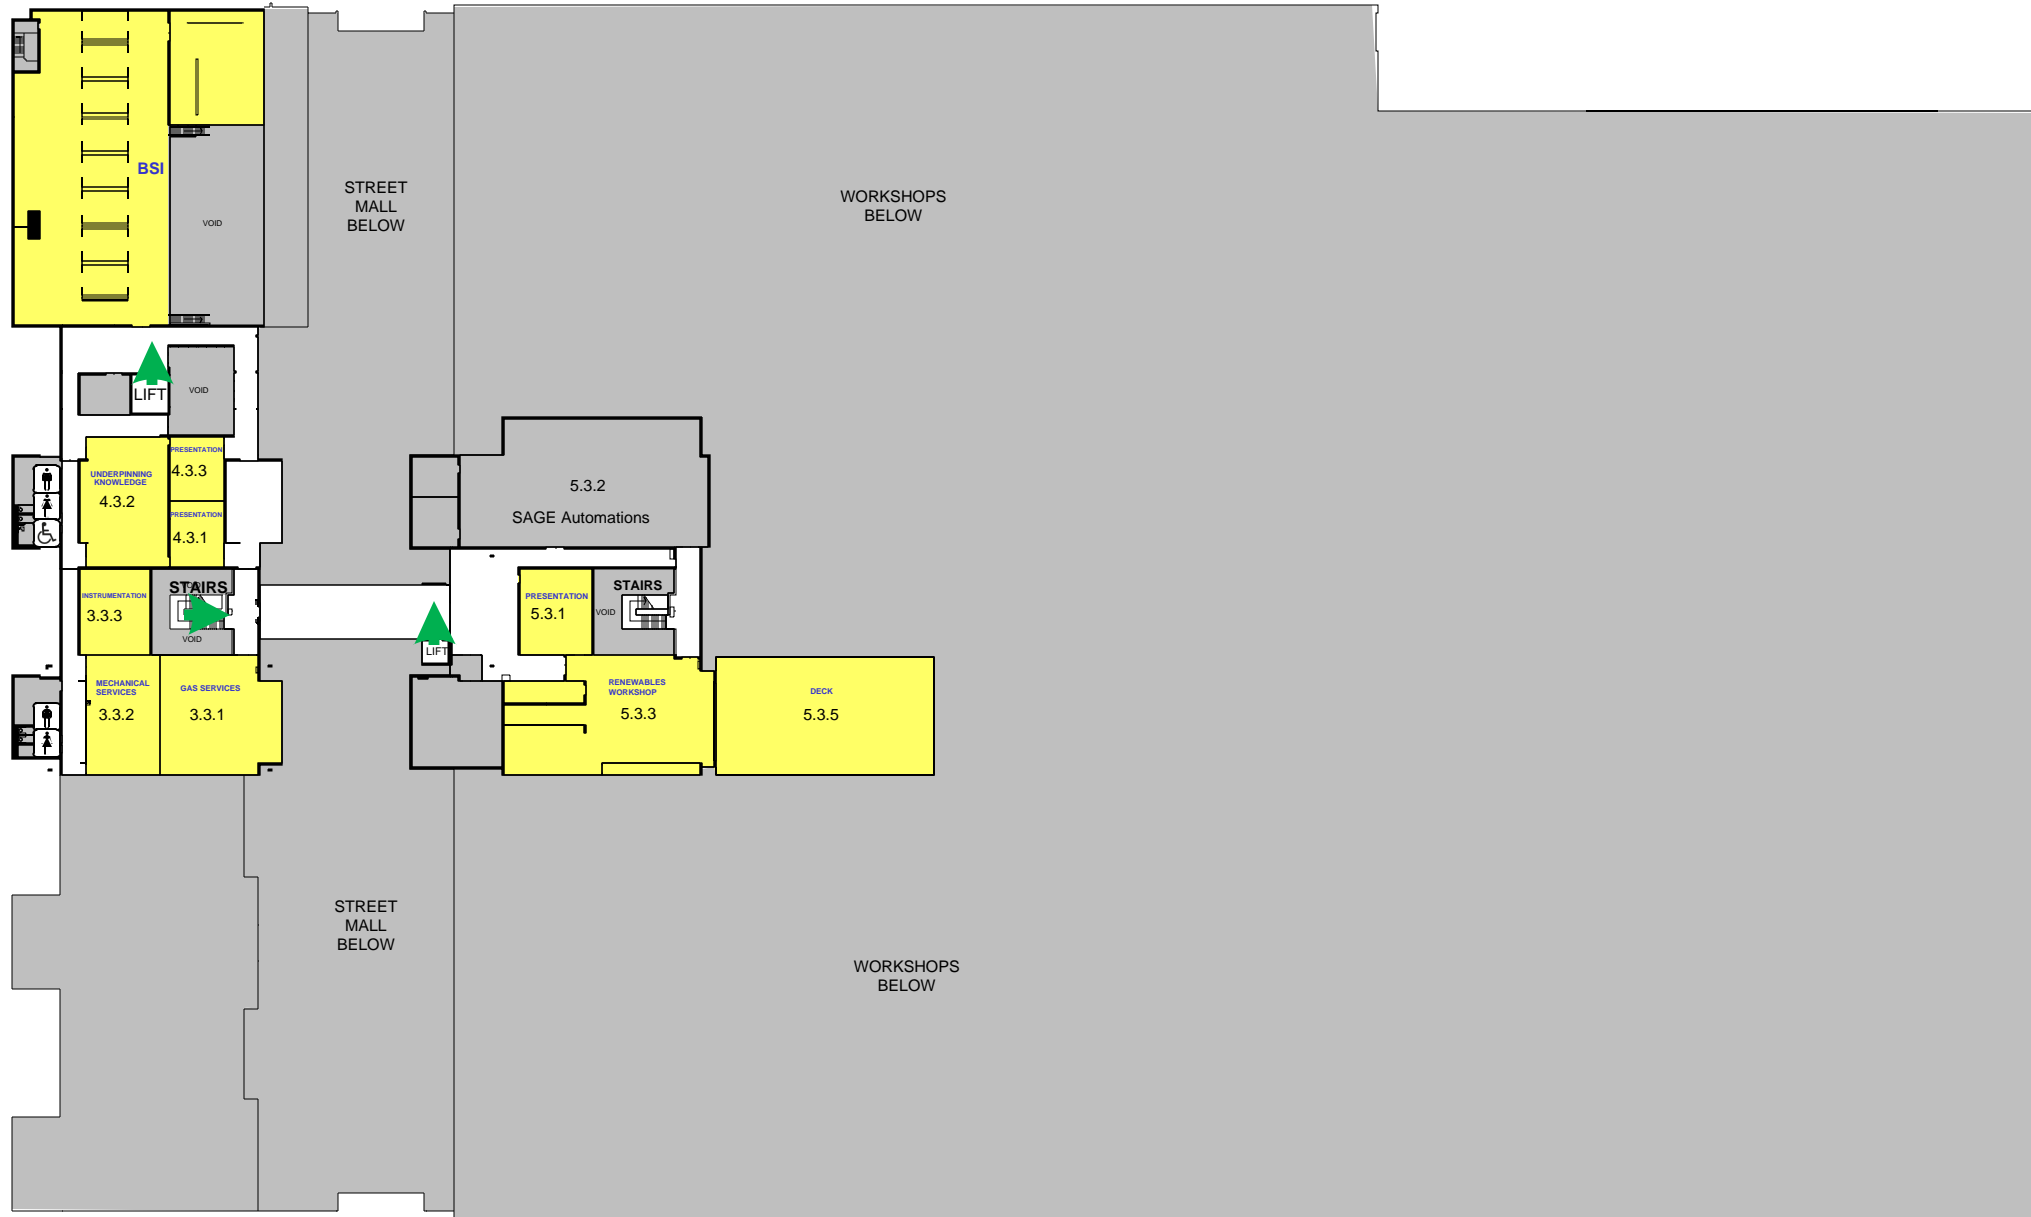 BSI
VOID
STREET
MALL
BELOW
WORKSHOPS
BELOW
LIFT
VOID
UNDERPINNING
KNOWLEDGE
4.3.2
PRESENTATION
4.3.3
PRESENTATION
4.3.1
5.3.2
SAGE Automations
INSTRUMENTATION
3.3.3
VOID
STAIRS
VOID
LIFT
PRESENTATION
5.3.1
STAIRS
VOID
MECHANICAL
SERVICES
3.3.2
GAS SERVICES
3.3.1
RENEWABLES
WORKSHOP
5.3.3
DECK
5.3.5
STREET
MALL
BELOW
WORKSHOPS
BELOW